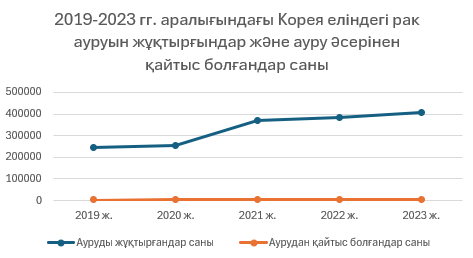 2019-2023 гг. аралығындағы Корея еліндегі рак
ауруын жұқтырғындар және ауру әсерінен
қайтыс болғандар саны
500000
400000
300000
200000
100000
0
2019 ж.
2020 ж.
2021 ж.
2022 ж.
2023 ж.
Ауруды жұқтырғандар саны
Аурудан қайтыс болғандар саны